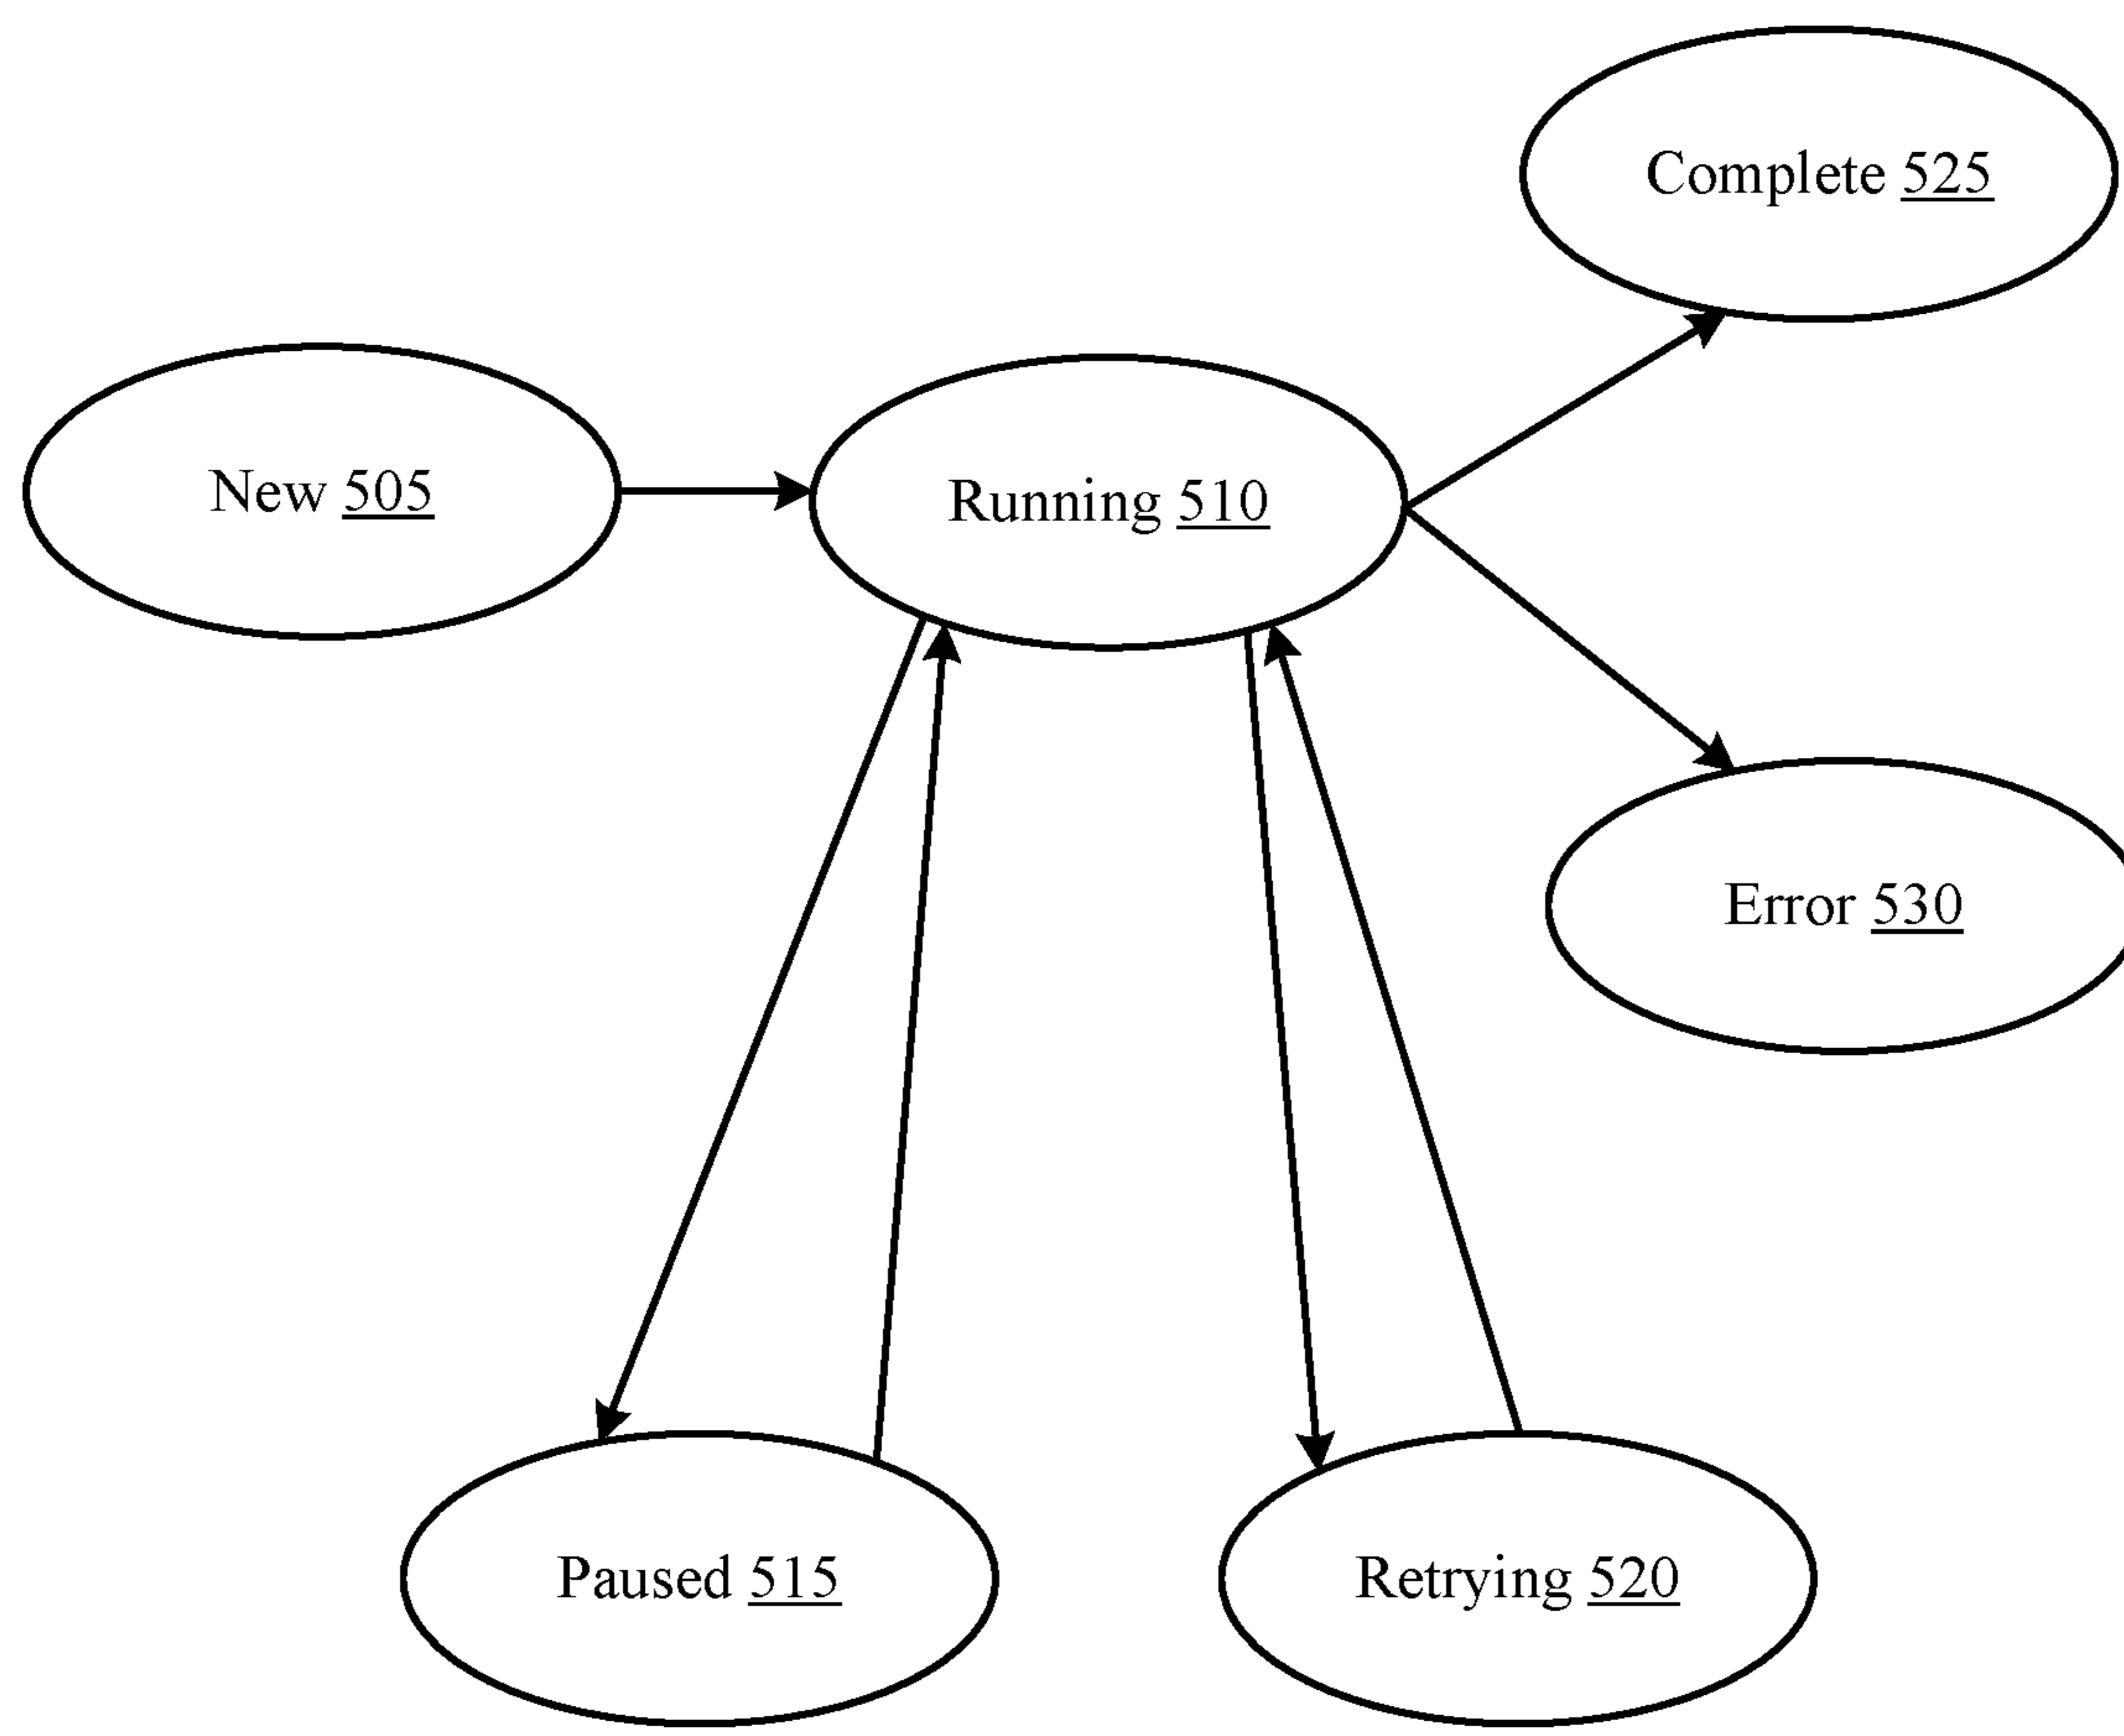 Complete 525
New 505
Running 510
Error 530
Paused 515
Retrying 520